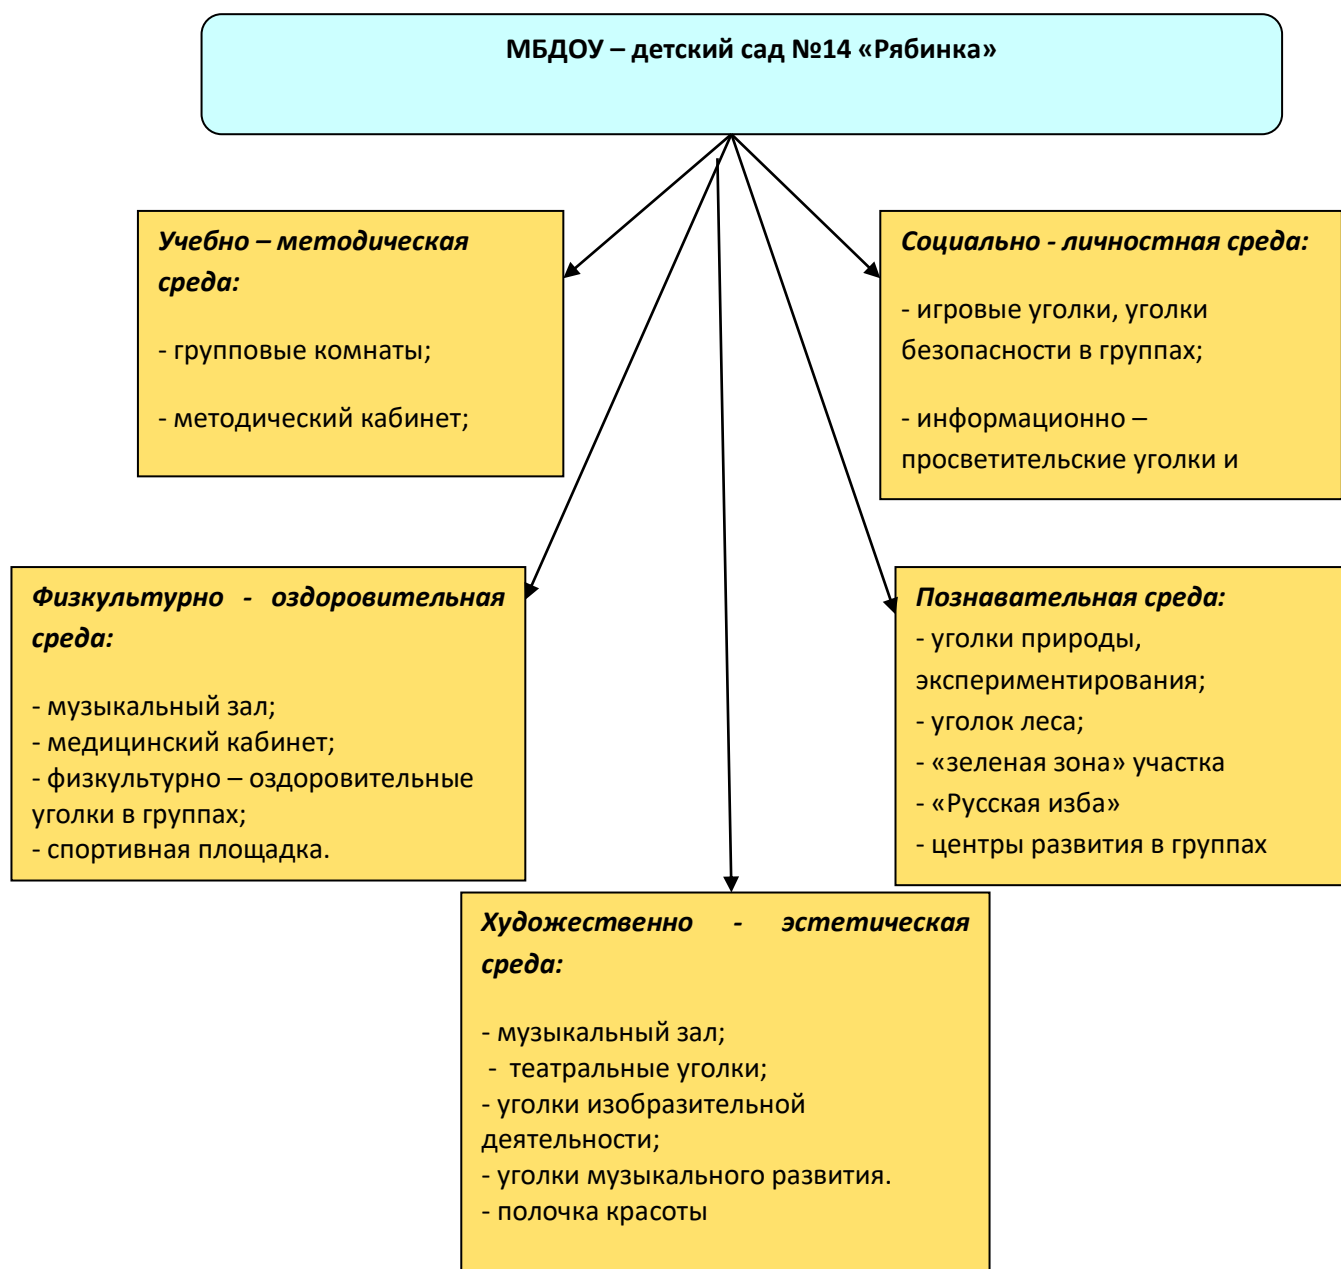 МБДОУ – детский сад №14 «Рябинка»
Учебно – методическая
среда:
- групповые комнаты;
- методический кабинет;
Социально - личностная среда:
- игровые уголки, уголки
безопасности в группах;
- информационно –
просветительские уголки и
Физкультурно - оздоровительная
среда:
- музыкальный зал;
- медицинский кабинет;
- физкультурно – оздоровительные
уголки в группах;
- спортивная площадка.
Познавательная среда:
- уголки природы,
экспериментирования;
- уголок леса;
- «зеленая зона» участка
- «Русская изба»
- центры развития в группах
Художественно - эстетическая
среда:
- музыкальный зал;
- театральные уголки;
- уголки изобразительной
деятельности;
- уголки музыкального развития.
- полочка красоты